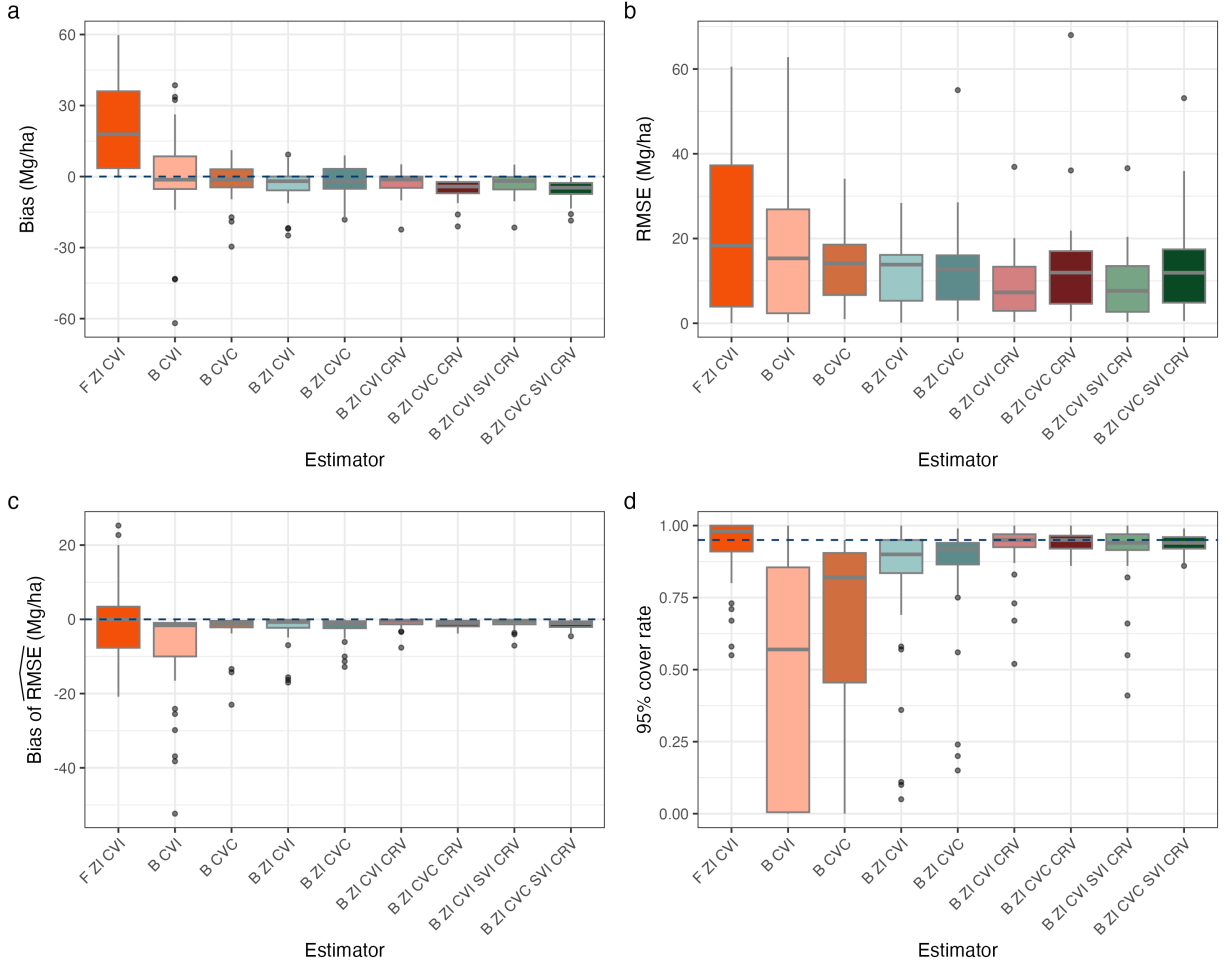 a
Bias (Mg/ha)
60
30
0
-30
-60
F ZI CVI
B CVI
B CVC
B ZI CVI
B ZI CVC
B ZI CVI CRV
B ZI CVC CRV
B ZI CVI SVI CRV
B ZI CVC SVI CRV
Estimator
b
RMSE (Mg/ha)
60
40
20
0
F ZI CVI
B CVI
B CVC
B ZI CVI
B ZI CVC
B ZI CVI CRV
B ZI CVC CRV
B ZI CVI SVI CRV
B ZI CVC SVI CRV
Estimator
c
Bias of RMSE (Mg/ha)
20
0
-20
-40
F ZI CVI
B CVI
B CVC
B ZI CVI
B ZI CVC
B ZI CVI CRV
B ZI CVC CRV
B ZI CVI SVI CRV
B ZI CVC SVI CRV
Estimator
d
95% cover rate
1.00
0.75
0.50
0.25
0.00
F ZI CVI
B CVI
B CVC
B ZI CVI
B ZI CVC
B ZI CVI CRV
B ZI CVC CRV
B ZI CVI SVI CRV
B ZI CVC SVI CRV
Estimator